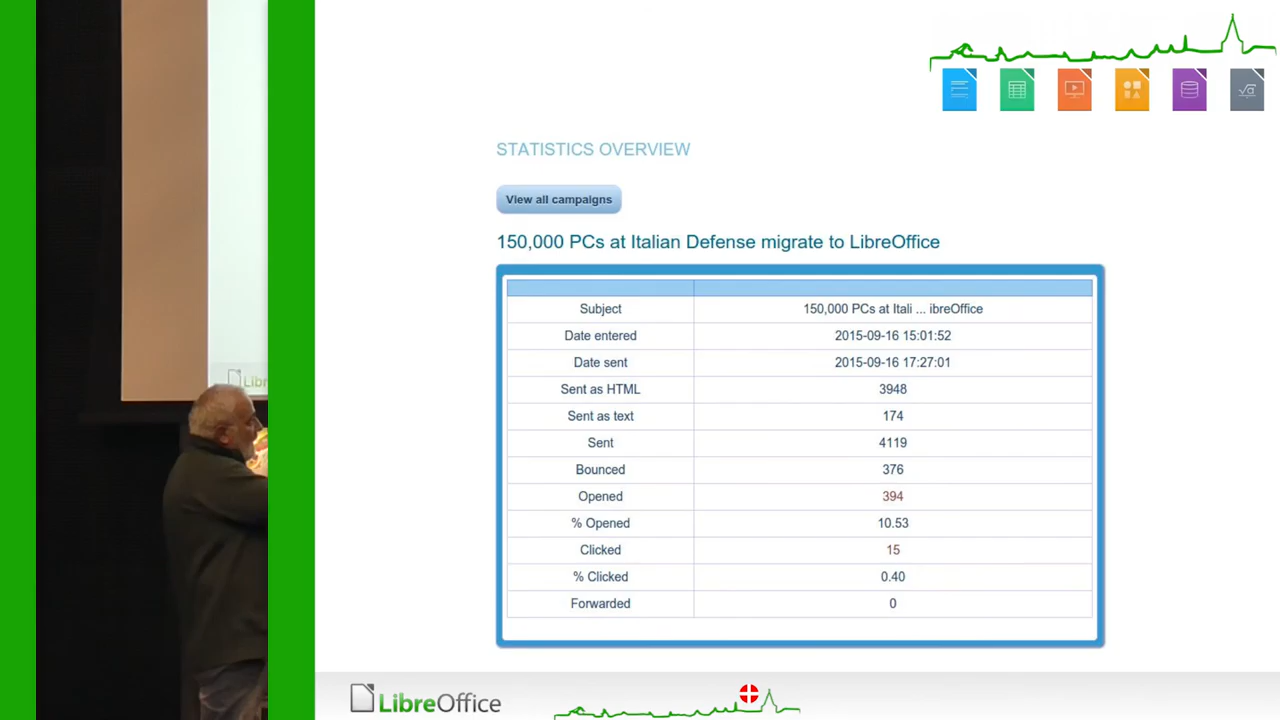 STATISTICS OVERVIEW
View all campaigns
150,000 PCs at Italian Defense migrate to LibreOffice
Subject 150,000 PCs at Itali ... ibreOffice
Date entered 2015-09-16 15:01:52
Date sent 2015-09-16 17:27:01
Sent as HTML 3948
Sent as text 174
Sent 4119
Bounced 376
Opened 394
% Opened 10.53
Clicked 15
% Clicked 0.40
Forwarded 0
Libr
LibreOffice